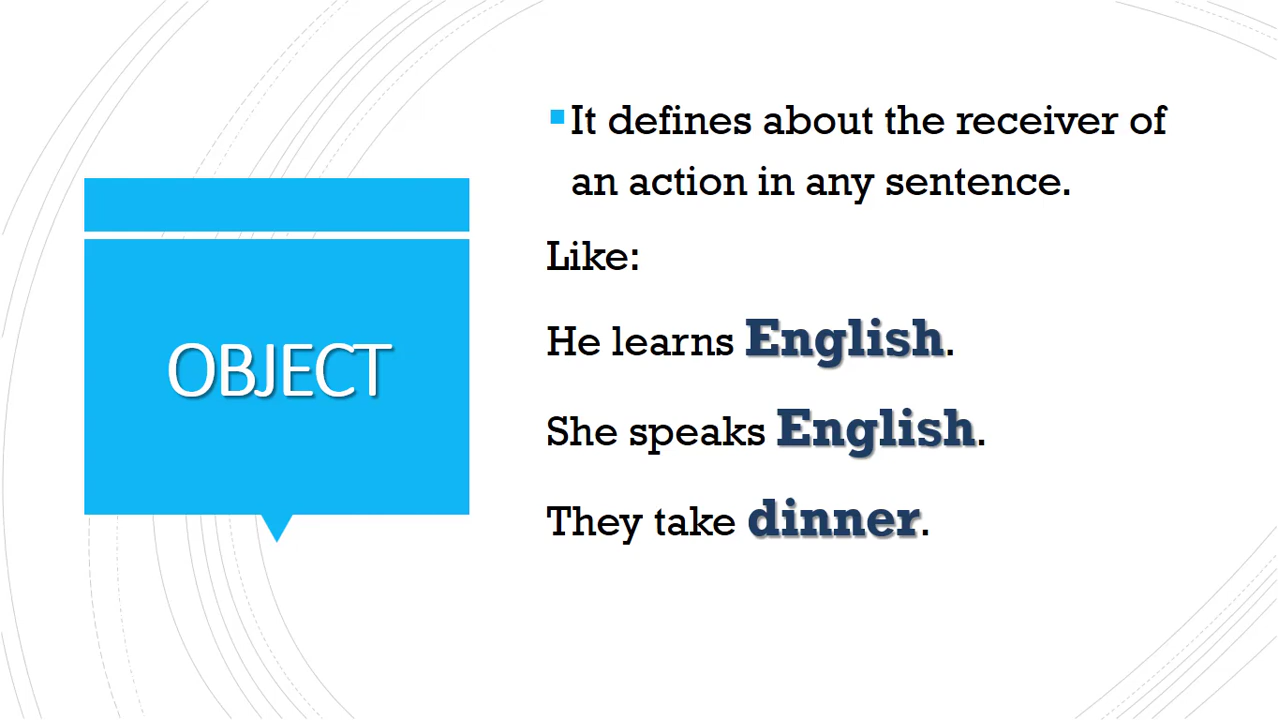 OBJECT
▪It defines about the receiver of
an action in any sentence.
Like:
He learns English.
She speaks English.
They take dinner.